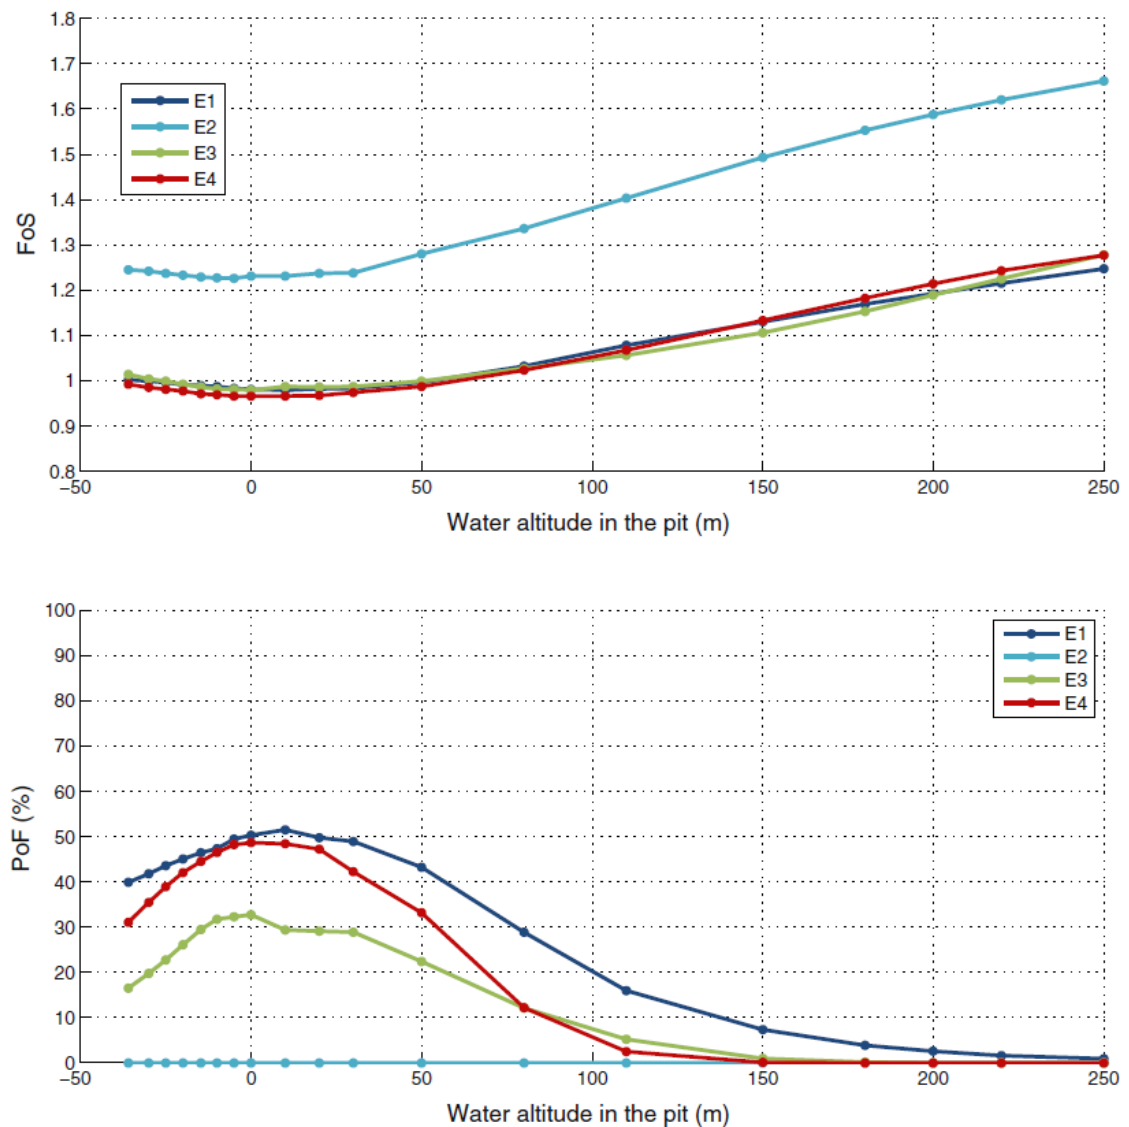 1.8
1.7
1.6
1.5
1.4
1.3
1.2
1.1
1
0.9
0.8
FoS
E1
E2
E3
E4
−50 0 50 100 150 200 250
Water altitude in the pit (m)
100
90
80
70
60
50
40
30
20
10
0
PoF (%)
E1
E2
E3
E4
−50 0 50 100 150 200 250
Water altitude in the pit (m)